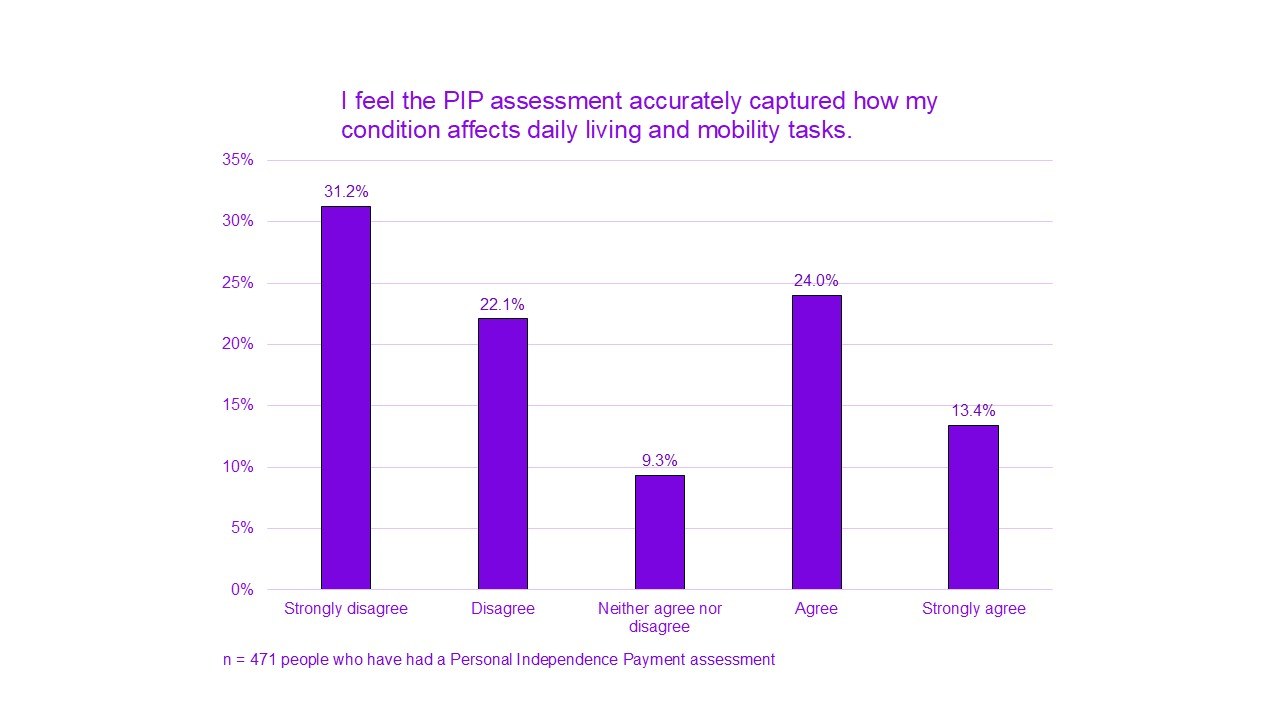 I feel the PIP assessment accurately captured how my
condition affects daily living and mobility tasks.
35%
30%
25%
20%
15%
10%
5%
0%
31.2%
22.1%
9.3%
24.0%
13.4%
Strongly disagree
Disagree
Neither agree nor
disagree
Agree
Strongly agree
n = 471 people who have had a Personal Independence Payment assessment